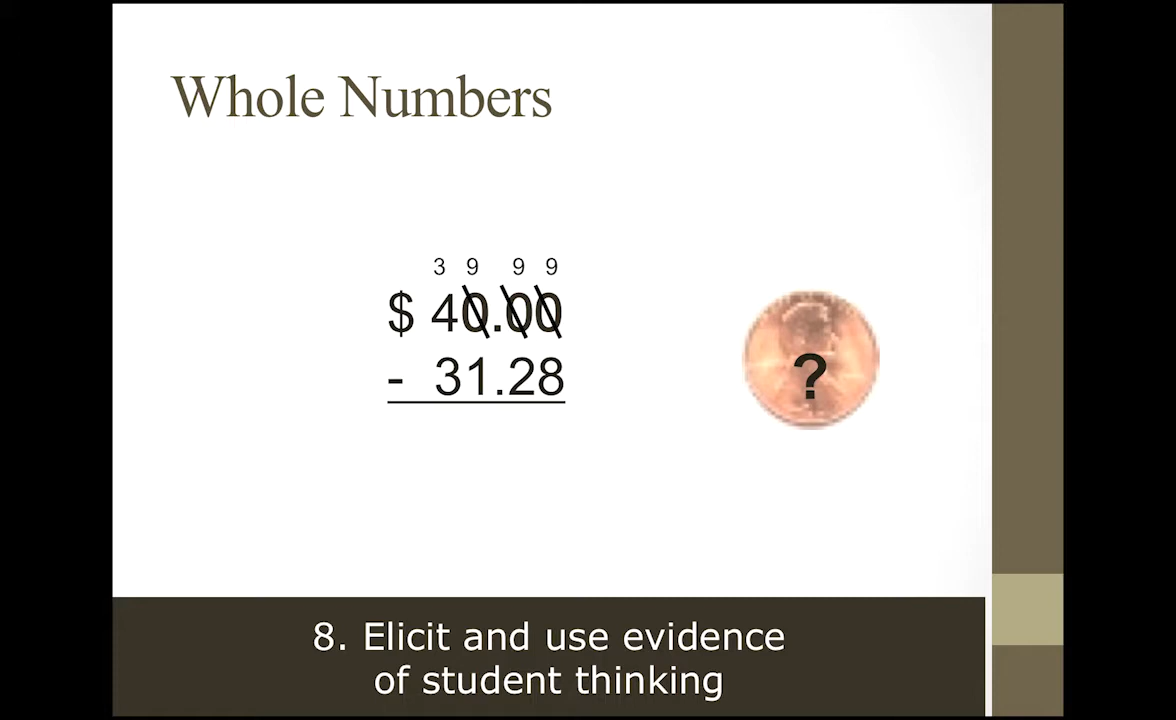 Whole Numbers
3 9 9 9
$ 40.00
- 31.28
?
8. Elicit and use evidence
of student thinking